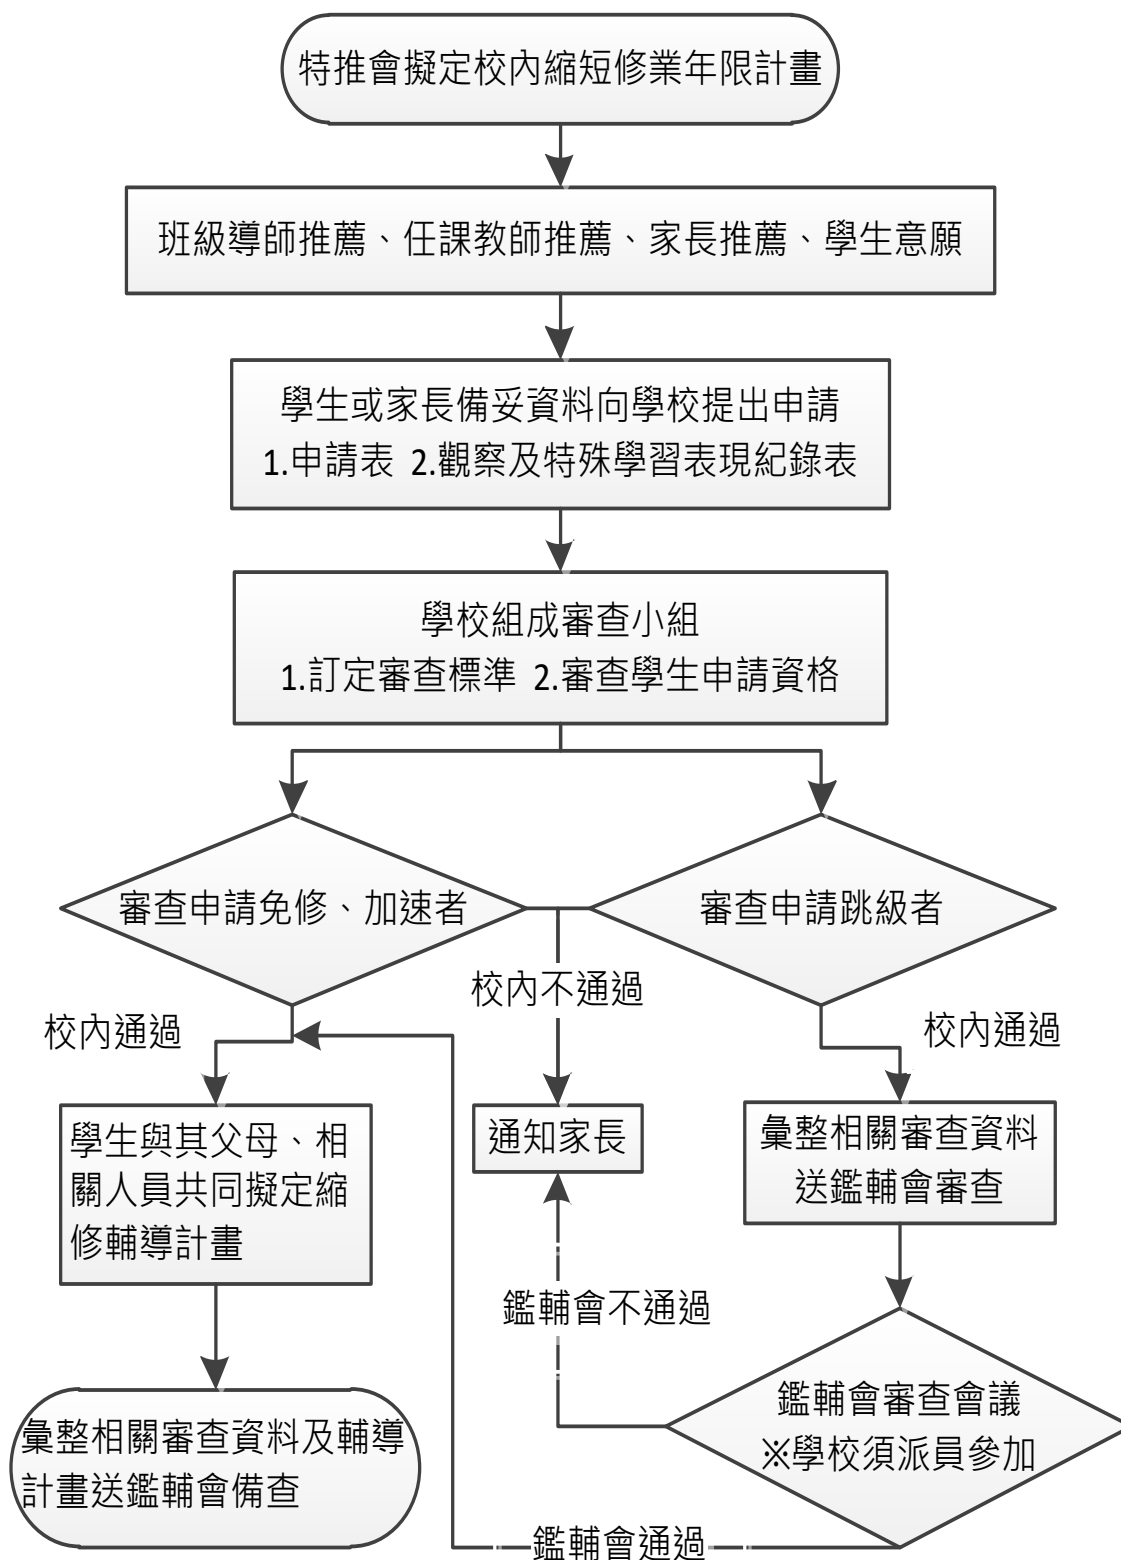 特推會擬定校內縮短修業年限計畫
班級導師推薦、任課教師推薦、家長推薦、學生意願
學生或家長備妥資料向學校提出申請
1.申請表 2.觀察及特殊學習表現紀錄表
學校組成審查小組
1.訂定審查標準 2.審查學生申請資格
審查申請免修、加速者
審查申請跳級者
校內不通過
校內通過
校內通過
學生與其父母、相
關人員共同擬定縮
修輔導計畫
通知家長
彙整相關審查資料
送鑑輔會審查
鑑輔會不通過
鑑輔會審查會議
※學校須派員參加
彙整相關審查資料及輔導
計畫送鑑輔會備查
鑑輔會通過